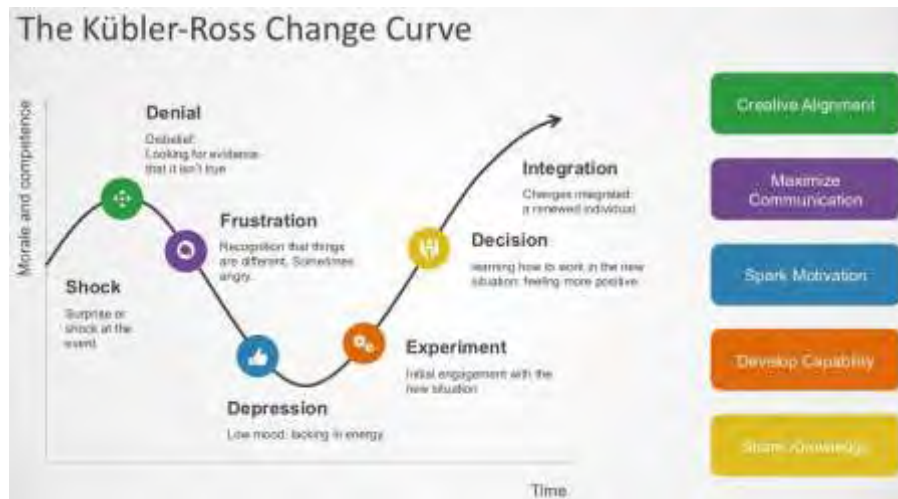 The Kübler-Ross Change Curve
Morale and competence
Denial
Disbelief:
Looking for evidence
that it isn't true
Frustration
Recognition that things
are different. Sometimes
angry.
Shock
Surprise or
shock at the
event
Depression
Low mood; lacking in energy
Experiment
Initial engagement with the
new situation
Decision
learning how to work in the new
situation; feeling more positive
Integration
Changes integrated:
a renewed individual
Time
Creative Alignment
Maximize
Communication
Spark Motivation
Develop Capability
Share Knowledge